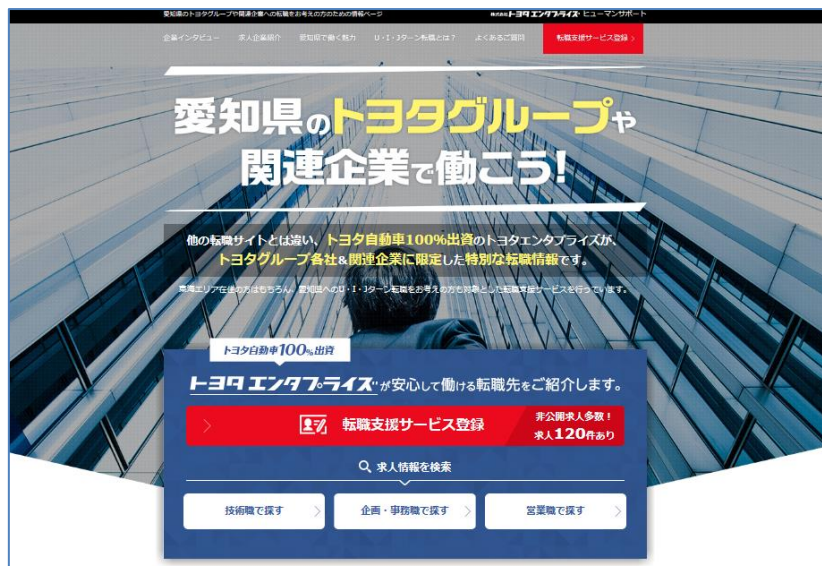 愛知県のトヨタグループや関連企業への転職をお考えの方のための情報ページ
株式会社トヨタエンタプライズ ヒューマンサポート
企業インタビュー 求人企業紹介 愛知県で働く魅力 U・I・Jターン転職とは？ よくあるご質問 転職支援サービス登録
愛知県のトヨタグループや
関連企業で働こう!
他の転職サイトとは違い、トヨタ自動車100%出資のトヨタエンタプライズが、
トヨタグループ各社&関連企業に限定した特別な転職情報です。
東海エリア在住の方はもちろん、愛知県へのU・I・Jターン転職をお考えの方も対象とした転職支援サービスを行っています。
トヨタ自動車100%出資
トヨタエンタプライズが安心して働ける転職先をご紹介します。
転職支援サービス登録
非公開求人多数！
求人120件あり
求人情報を検索
技術職で探す
企画・事務職で探す
営業職で探す